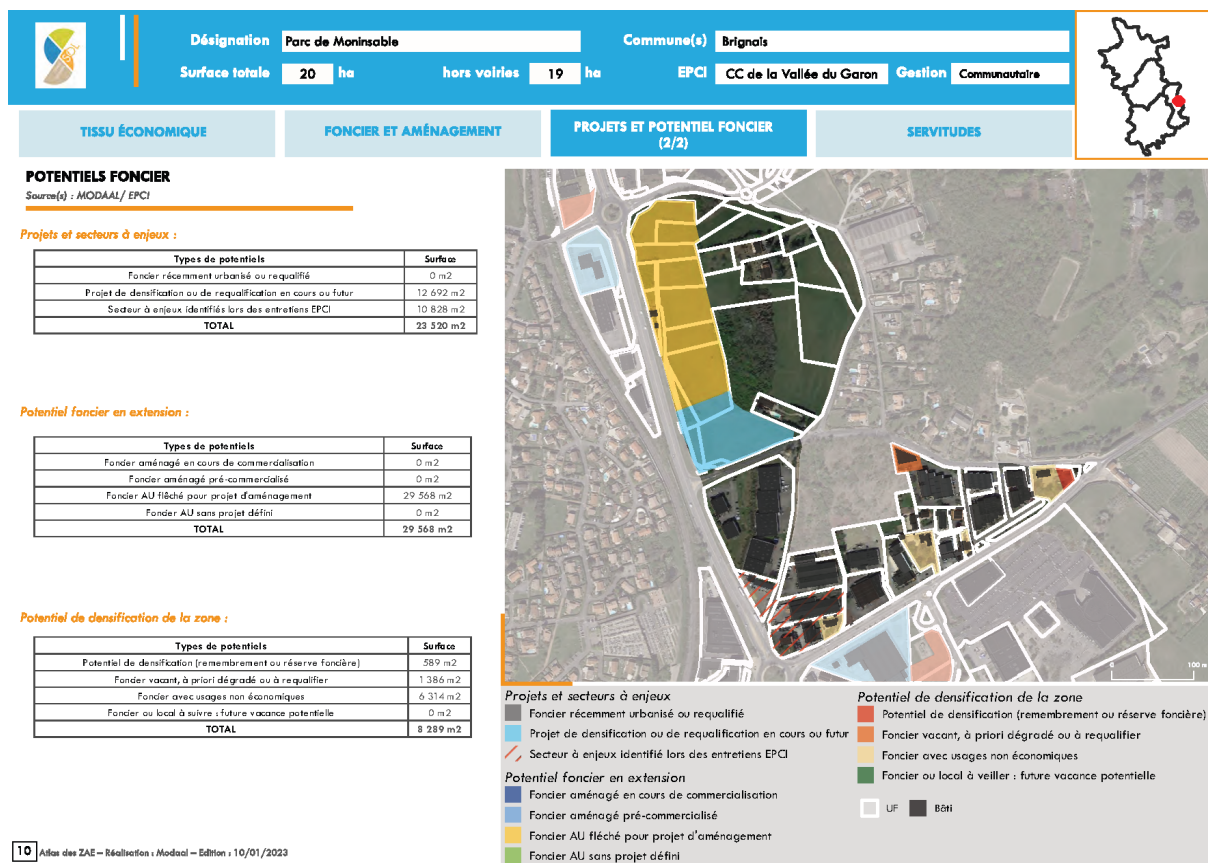 Désignation Parc de Moninsable Commune(s) Brignais
Surface totale 20 ha hors voiries 19 ha EPCI CC de la Vallée du Garon Gestion Communautaire
TISSU ÉCONOMIQUE
FONCIER ET AMÉNAGEMENT
PROJETS ET POTENTIEL FONCIER
(2/2)
SERVITUDES
POTENTIELS FONCIER
Source(s) : MODAAL/ EPCI
Projets et secteurs à enjeux :
Types de potentiels Surface
Foncier récemment urbanisé ou requalifié 0 m2
Projet de densification ou de requalification en cours ou futur 12 692 m2
Secteur à enjeux identifiés lors des entretiens EPCI 10 828 m2
TOTAL 23 520 m2
Potentiel foncier en extension :
Types de potentiels Surface
Foncier aménagé en cours de commercialisation 0 m2
Foncier aménagé pré-commercialisé 0 m2
Foncier AU flêché pour projet d'aménagement 29 568 m2
Foncier AU sans projet défini 0 m2
TOTAL 29 568 m2
Potentiel de densification de la zone :
Types de potentiels Surface
Potentiel de densification (remembrement ou réserve foncière) 589 m2
Foncier vacant, à priori dégradé ou à requalifier 1 386 m2
Foncier avec usages non économiques 6 314 m2
Foncier ou local à suivre : future vacance potentielle 0 m2
TOTAL 8 289 m2
0 100 m
Projets et secteurs à enjeux
Foncier récemment urbanisé ou requalifié
Projet de densification ou de requalification en cours ou futur
Secteur à enjeux identifié lors des entretiens EPCI
Potentiel foncier en extension
Foncier aménagé en cours de commercialisation
Foncier aménagé pré-commercialisé
Foncier AU fléché pour projet d'aménagement
Foncier AU sans projet défini
Potentiel de densification de la zone
Potentiel de densification (remembrement ou réserve foncière)
Foncier vacant, à priori dégradé ou à requalifier
Foncier avec usages non économiques
Foncier ou local à veiller : future vacance potentielle
UF Bâti
10 Atlas des ZAE – Réalisation : Modaal – Edition : 10/01/2023